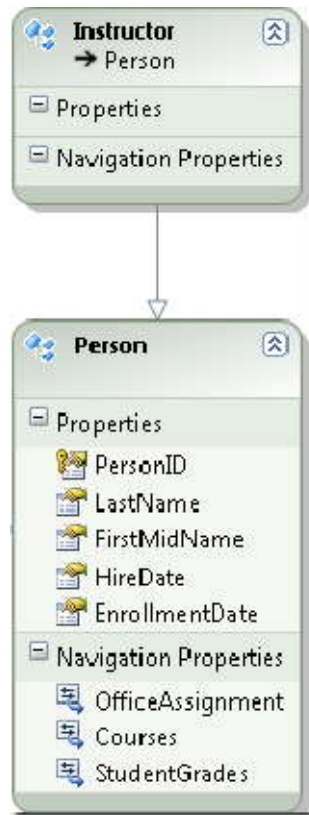 Instructor
→ Person
Properties
Navigation Properties
Person
Properties
PersonID
LastName
FirstMidName
HireDate
EnrollmentDate
Navigation Properties
OfficeAssignment
Courses
StudentGrades